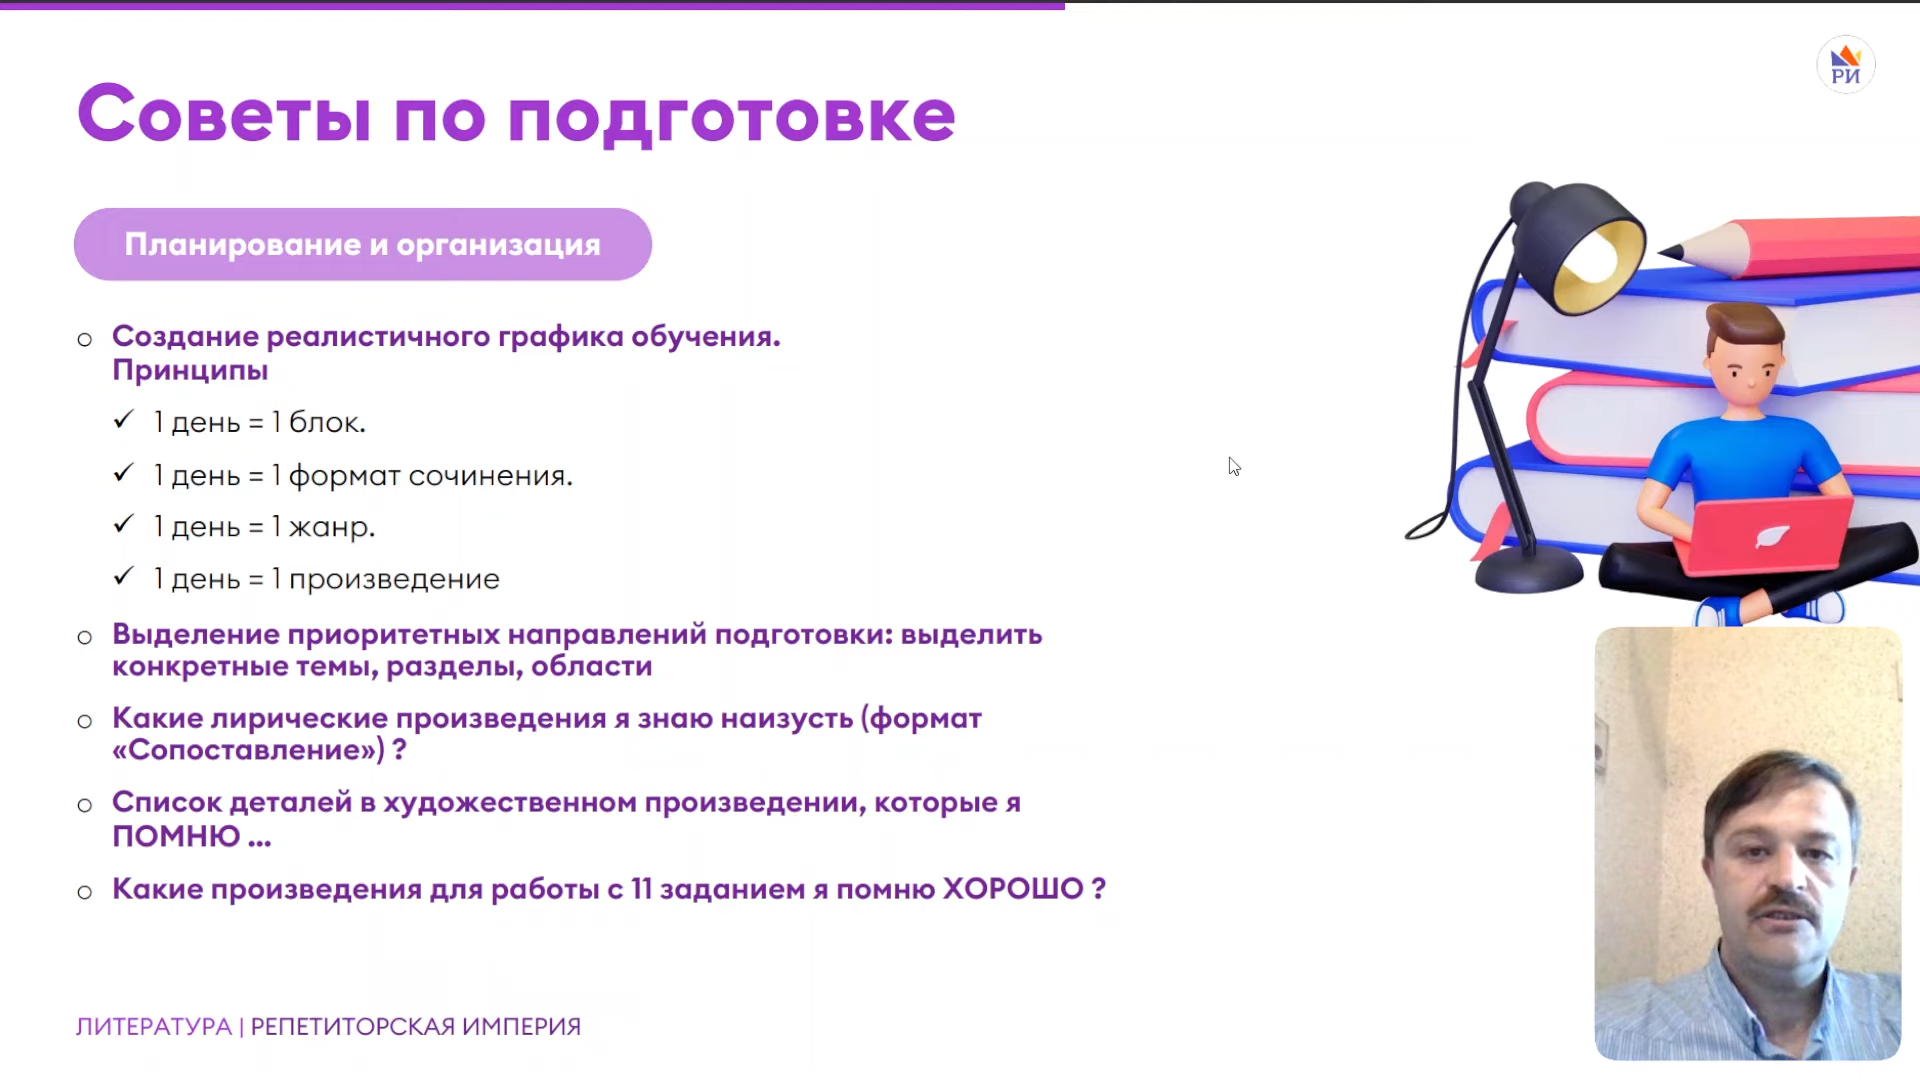 РИ
Советы по подготовке
Планирование и организация
Создание реалистичного графика обучения.
Принципы
1 день = 1 блок.
1 день = 1 формат сочинения.
1 день = 1 жанр.
1 день = 1 произведение
Выделение приоритетных направлений подготовки: выделить
конкретные темы, разделы, области
Какие лирические произведения я знаю наизусть (формат
«Сопоставление») ?
Список деталей в художественном произведении, которые я
ПОМНЮ ...
Какие произведения для работы с 11 заданием я помню ХОРОШО ?
ЛИТЕРАТУРА | РЕПЕТИТОРСКАЯ ИМПЕРИЯ